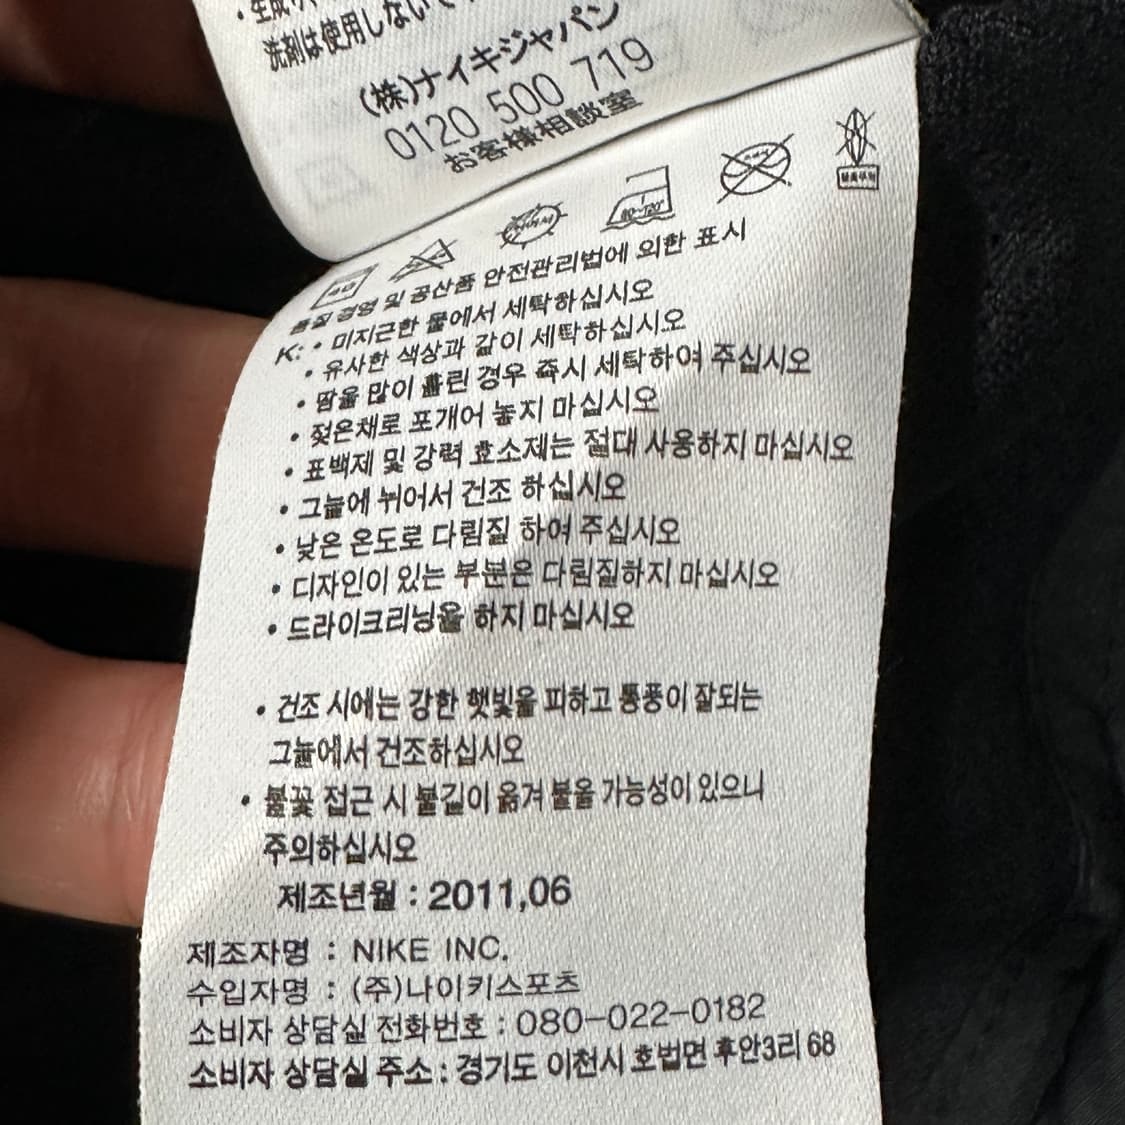 ・生成・
洗剤は使用しないで
(株)ナイキジャパン
0120 500 719
お客様相談室
80~120°
품질 경영 및 공산품 안전관리법에 의한 표시
K: • 미지근한 물에서 세탁하십시오
• 유사한 색상과 같이 세탁하십시오
• 땀을 많이 흘린 경우 즉시 세탁하여 주십시오
• 젖은채로 포개어 놓지 마십시오
• 표백제 및 강력 효소제는 절대 사용하지 마십시오
• 그늘에 뉘어서 건조 하십시오
• 낮은 온도로 다림질 하여 주십시오
• 디자인이 있는 부분은 다림질하지 마십시오
• 드라이크리닝을 하지 마십시오
• 건조 시에는 강한 햇빛을 피하고 통풍이 잘되는
그늘에서 건조하십시오
• 불꽃 접근 시 불길이 옮겨 붙을 가능성이 있으니
주의하십시오
제조년월 : 2011,06
제조자명 : NIKE INC.
수입자명 : (주)나이키스포츠
소비자 상담실 전화번호 : 080-022-0182
소비자 상담실 주소 : 경기도 이천시 호법면 후안3리 68